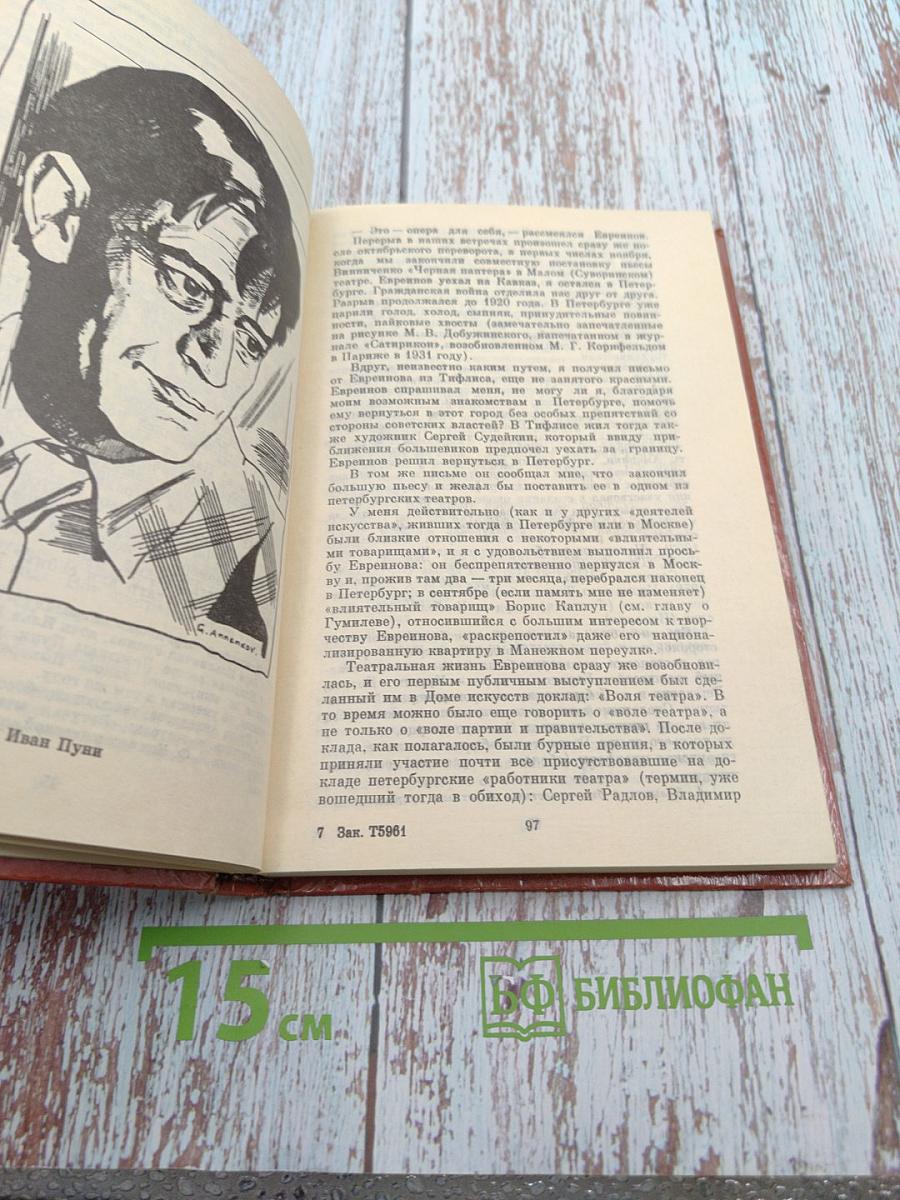 G. Annenkov.
Иван Пуни
— Это — опера для себя, — рассмеялся Евреинов.
Перерыв в наших встречах произошел сразу же по-
сле октябрьского переворота, в первых числах ноября,
когда мы закончили совместную постановку пьесы
Винниченко «Черная пантера» в Малом (Суворинском)
театре. Евреинов уехал на Кавказ, я остался в Петер-
бурге. Гражданская война отделила нас друг от друга.
Разрыв продолжался до 1920 года. В Петербурге уже
царили голод, холод, сыпняк, принудительные повин-
ности, пайковые хвосты (замечательно запечатленные
на рисунке М. В. Добужинского, напечатанном в жур-
нале «Сатирикон», возобновленном М. Г. Корнфельдом
в Париже в 1931 году).
Вдруг, неизвестно каким путем, я получил письмо
от Евреинова из Тифлиса, еще не занятого красными.
Евреинов спрашивал меня, не могу ли я, благодаря
моим возможным знакомствам в Петербурге, помочь
ему вернуться в этот город без особых препятствий со
стороны советских властей? В Тифлисе жил тогда так-
же художник Сергей Судейкин, который ввиду при-
ближения большевиков предпочел уехать за границу.
Евреинов решил вернуться в Петербург.
В том же письмо он сообщал мне, что закончил
большую пьесу и желал бы поставить ее в одном из
петербургских театров.
У меня действительно (как и у других «деятелей
искусства», живших тогда в Петербурге или в Москве)
были близкие отношения с некоторыми «влиятельны-
ми товарищами», и я с удовольствием выполнил прось-
бу Евреинова: он беспрепятственно вернулся в Моск-
ву и, прожив там два — три месяца, перебрался наконец
в Петербург; в сентябре (если память мне не изменяет)
«влиятельный товарищ» Борис Каплун (см. главу о
Гумилеве), относившийся с большим интересом к твор-
честву Евреинова, «раскрепостил» даже его национа-
лизированную квартиру в Манежном переулке.
Театральная жизнь Евреинова сразу же возобнови-
лась, и его первым публичным выступлением был сде-
ланный им в Доме искусств доклад: «Воля театра». В
то время можно было еще говорить о «воле театра», а
не только о «воле партии и правительства». После до-
клада, как полагалось, были бурные прения, в которых
приняли участие почти все присутствовавшие на до-
кладе петербургские «работники театра» (термин, уже
вошедший тогда в обиход): Сергей Радлов, Владимир
7 Зак. Т5961
97
15 см
БФ БИБЛИОФАН